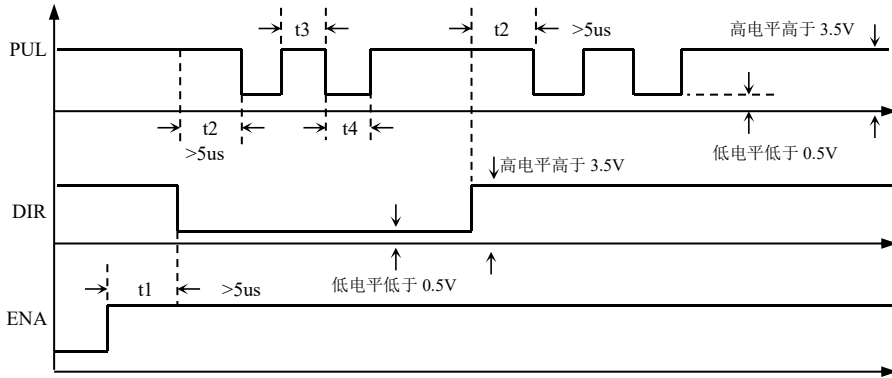 t3
t2
>5us
高电平高于 3.5V
PUL
t2
t4
>5us
低电平低于 0.5V
高电平高于 3.5V
DIR
低电平低于 0.5V
t1
>5us
ENA